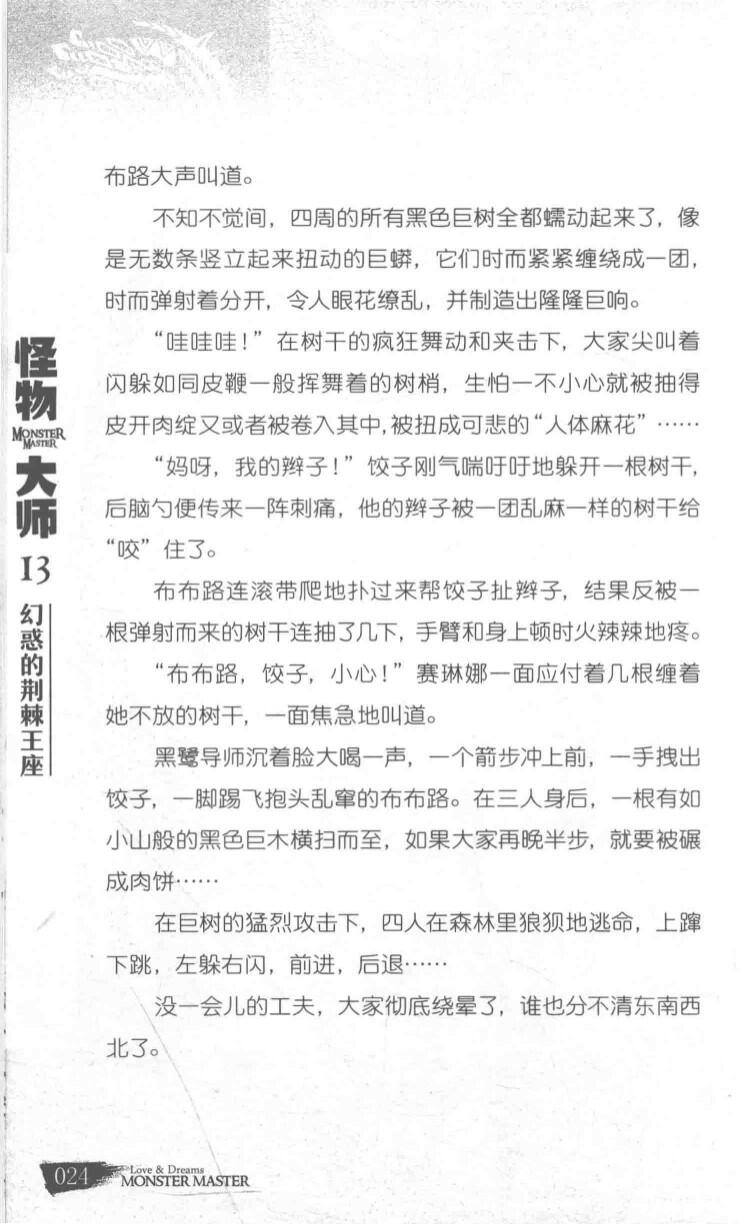 布路大声叫道。
不知不觉间，四周的所有黑色巨树全都蠕动起来了，像
是无数条竖立起来扭动的巨蟒，它们时而紧紧缠绕成一团，
时而弹射着分开，令人眼花缭乱，并制造出隆隆巨响。
“哇哇哇！”在树干的疯狂舞动和夹击下，大家尖叫着
闪躲如同皮鞭一般挥舞着的树梢，生怕一不小心就被抽得
皮开肉绽又或者被卷入其中,被扭成可悲的“人体麻花”……
“妈呀，我的辫子！”饺子刚气喘吁吁地躲开一根树干，
后脑勺便传来一阵刺痛，他的辫子被一团乱麻一样的树干给
“咬”住了。
布布路连滚带爬地扑过来帮饺子扯辫子，结果反被一
根弹射而来的树干连抽了几下，手臂和身上顿时火辣辣地疼。
“布布路，饺子，小心！”赛琳娜一面应付着几根缠着
她不放的树干，一面焦急地叫道。
黑鹭导师沉着脸大喝一声，一个箭步冲上前，一手拽出
饺子，一脚踢飞抱头乱窜的布布路。在三人身后，一根有如
小山般的黑色巨木横扫而至，如果大家再晚半步，就要被碾
成肉饼……
在巨树的猛烈攻击下，四人在森林里狼狈地逃命，上蹿
下跳，左躲右闪，前进，后退……
没一会儿的工夫，大家彻底绕晕了，谁也分不清东南西
北了。
怪物
MONSTER
MASTER
大师
13
幻惑的荆棘王座
024
Love & Dreams
MONSTER MASTER